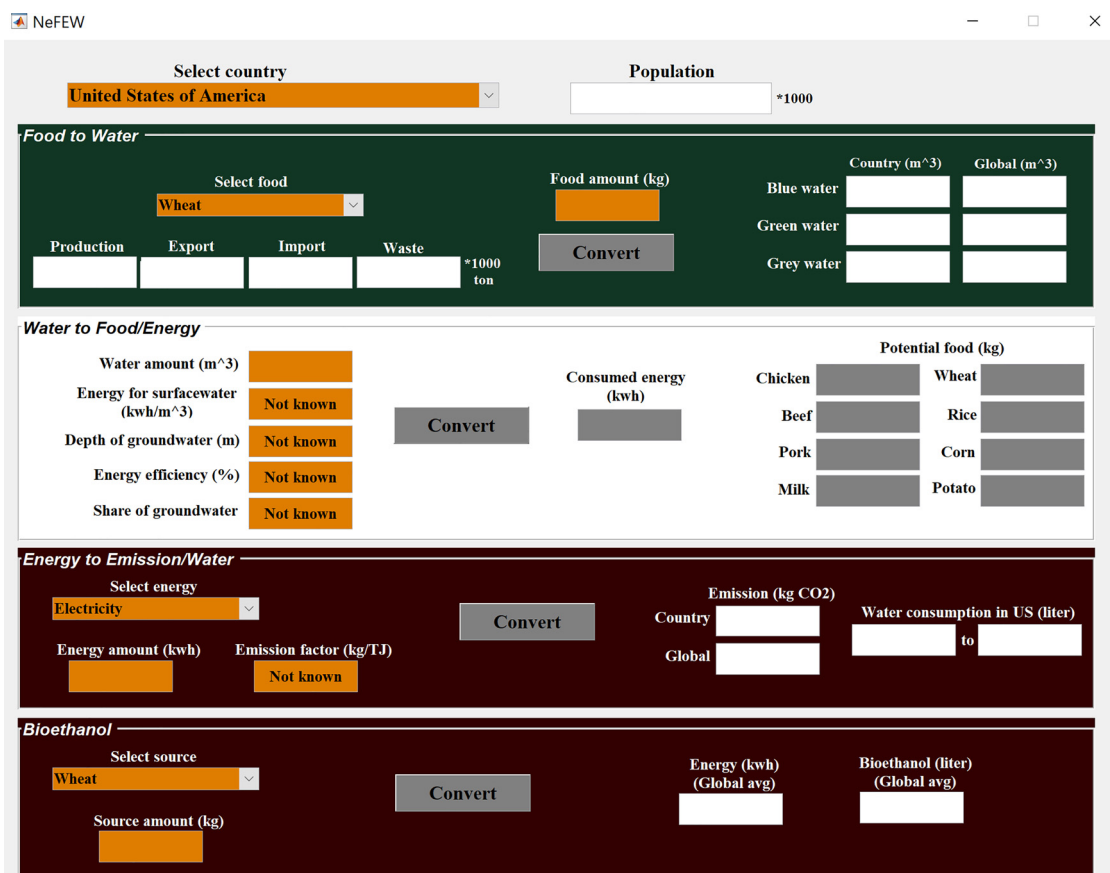 NeFEW
Select country
Population
United States of America
*1000
Food to Water
Country (m^3)
Global (m^3)
Select food
Food amount (kg)
Blue water
Wheat
Green water
Production
Export
Import
Waste
Convert
*1000
ton
Grey water
Water to Food/Energy
Potential food (kg)
Water amount (m^3)
Consumed energy
(kwh)
Chicken
Wheat
Energy for surfacewater
(kwh/m^3)
Not known
Convert
Beef
Rice
Depth of groundwater (m)
Not known
Pork
Corn
Energy efficiency (%)
Not known
Milk
Potato
Share of groundwater
Not known
Energy to Emission/Water
Select energy
Emission (kg CO2)
Electricity
Convert
Country
Water consumption in US (liter)
to
Energy amount (kwh)
Emission factor (kg/TJ)
Global
Not known
Bioethanol
Select source
Energy (kwh)
(Global avg)
Bioethanol (liter)
(Global avg)
Wheat
Convert
Source amount (kg)